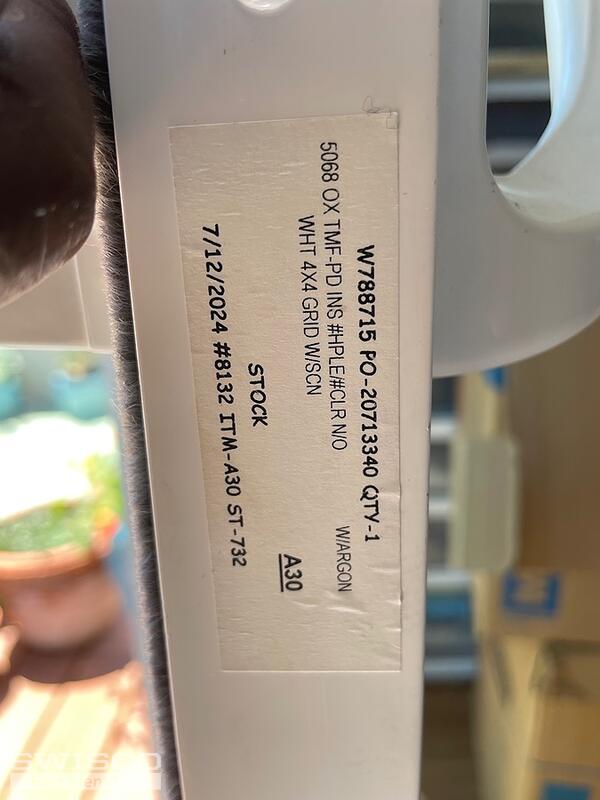 W788715 PO-20713340 QTY-1
5068 OX TMF-PD INS #HPLE/#CLR N/O
W/ARGON
WHT 4X4 GRID W/SCN
STOCK
A30
7/12/2024 #8132 ITM-A30 ST-732
SWISCO